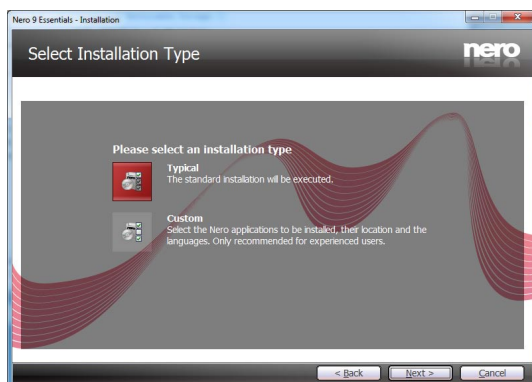 Nero 9 Essentials - Installation
Select Installation Type
nero
Please select an installation type
Typical
The standard installation will be executed.
Custom
Select the Nero applications to be installed, their location and the
languages. Only recommended for experienced users.
< Back
Next >
Cancel